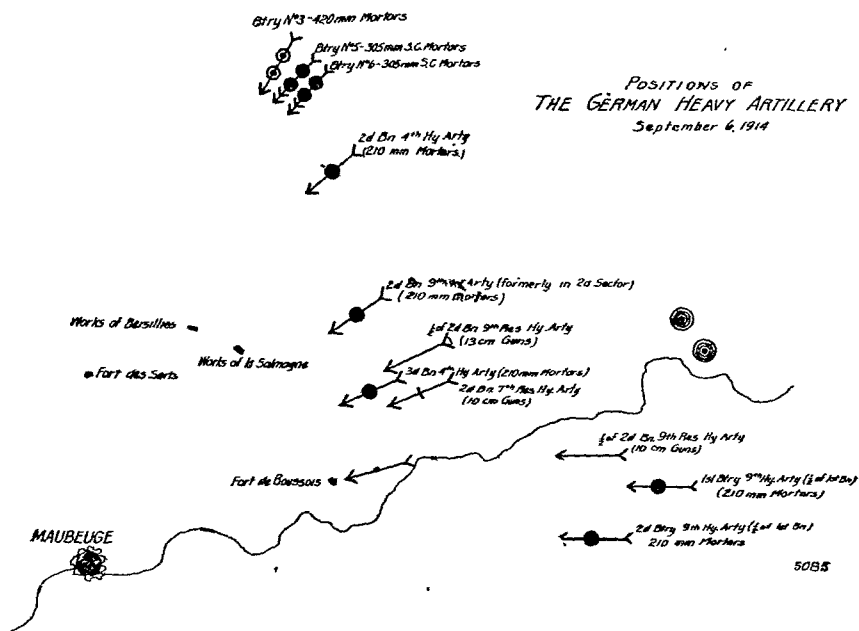 Btry Nº3-420mm Mortars
Btry Nº5-305mm S.C. Mortars
Btry Nº6-305mm S.C Mortars
POSITIONS OF
THE GERMAN HEAVY ARTILLERY
September 6, 1914
2d Bn 4th Hy Arty
(210 mm Mortars.)
2d Bn 9th Hy Arty (formerly in 2d Sector)
(210 mm Mortars)
Works of Bersillies
½ of 2d Bn 9th Res Hy Arty
(13 cm Guns)
Works of la Salmagne
Fort des Sarts
3d Bn 4th Hy Arty (210mm Mortars)
2d Bn 7th Res Hy. Arty
(10 cm Guns)
½ of 2d Bn 9th Res Hy Arty
(10 cm Guns)
Fort de Boussois
1st Btry 9th Hy. Arty (½ of 1st Bn)
(210 mm Mortars)
MAUBEUGE
2d Btry 9th Hy. Arty (½ of 1st Bn)
210 mm Mortars
5085